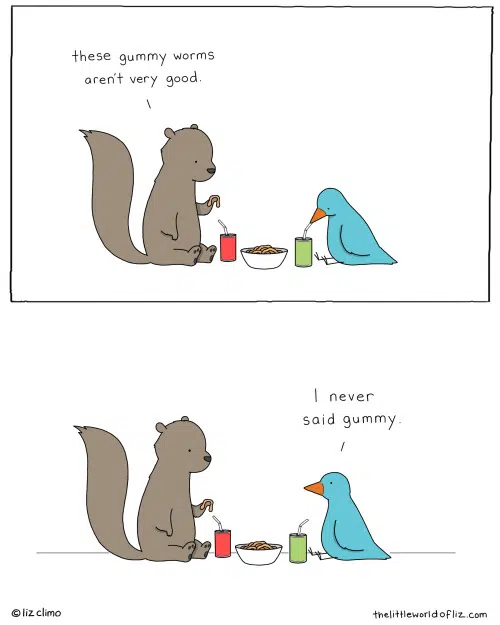 these gummy worms
aren't very good.
I never
said gummy.
©liz climo
thelittleworldofliz.com